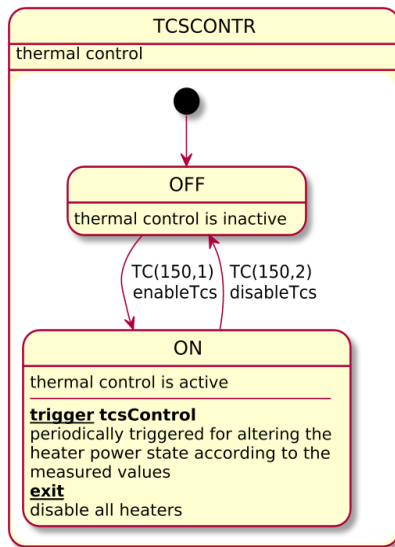 TCSCONTR
thermal control
OFF
thermal control is inactive
TC(150,1)
enableTcs
TC(150,2)
disableTcs
ON
thermal control is active
trigger tcsControl
periodically triggered for altering the
heater power state according to the
measured values
exit
disable all heaters